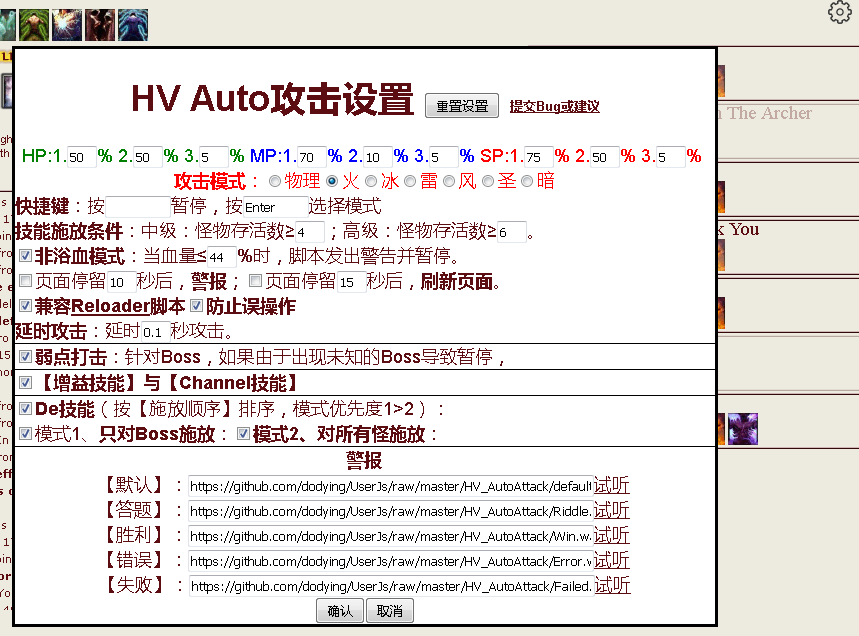 HV Auto攻击设置 重置设置 提交Bug或建议
HP:1.50% 2.50% 3.5% MP:1.70% 2.10% 3.5% SP:1.75% 2.50% 3.5%
攻击模式：物理 火 冰 雷 风 圣 暗
快捷键：按 暂停，按Enter选择模式
技能施放条件：中级：怪物存活数≥4；高级：怪物存活数≥6。
非浴血模式：当血量≤44%时，脚本发出警告并暂停。
页面停留10秒后，警报；页面停留15秒后，刷新页面。
兼容Reloader脚本 防止误操作
延时攻击：延时0.1秒攻击。
弱点打击：针对Boss，如果由于出现未知的Boss导致暂停，
【增益技能】与【Channel技能】
De技能（按【施放顺序】排序，模式优先度1>2）：
模式1、只对Boss施放： 模式2、对所有怪施放：
警报
【默认】：https://github.com/dodying/UserJs/raw/master/HV_AutoAttack/default 试听
【答题】：https://github.com/dodying/UserJs/raw/master/HV_AutoAttack/Riddle. 试听
【胜利】：https://github.com/dodying/UserJs/raw/master/HV_AutoAttack/Win.w 试听
【错误】：https://github.com/dodying/UserJs/raw/master/HV_AutoAttack/Error.v 试听
【失败】：https://github.com/dodying/UserJs/raw/master/HV_AutoAttack/Failed. 试听
确认 取消
The Archer
You